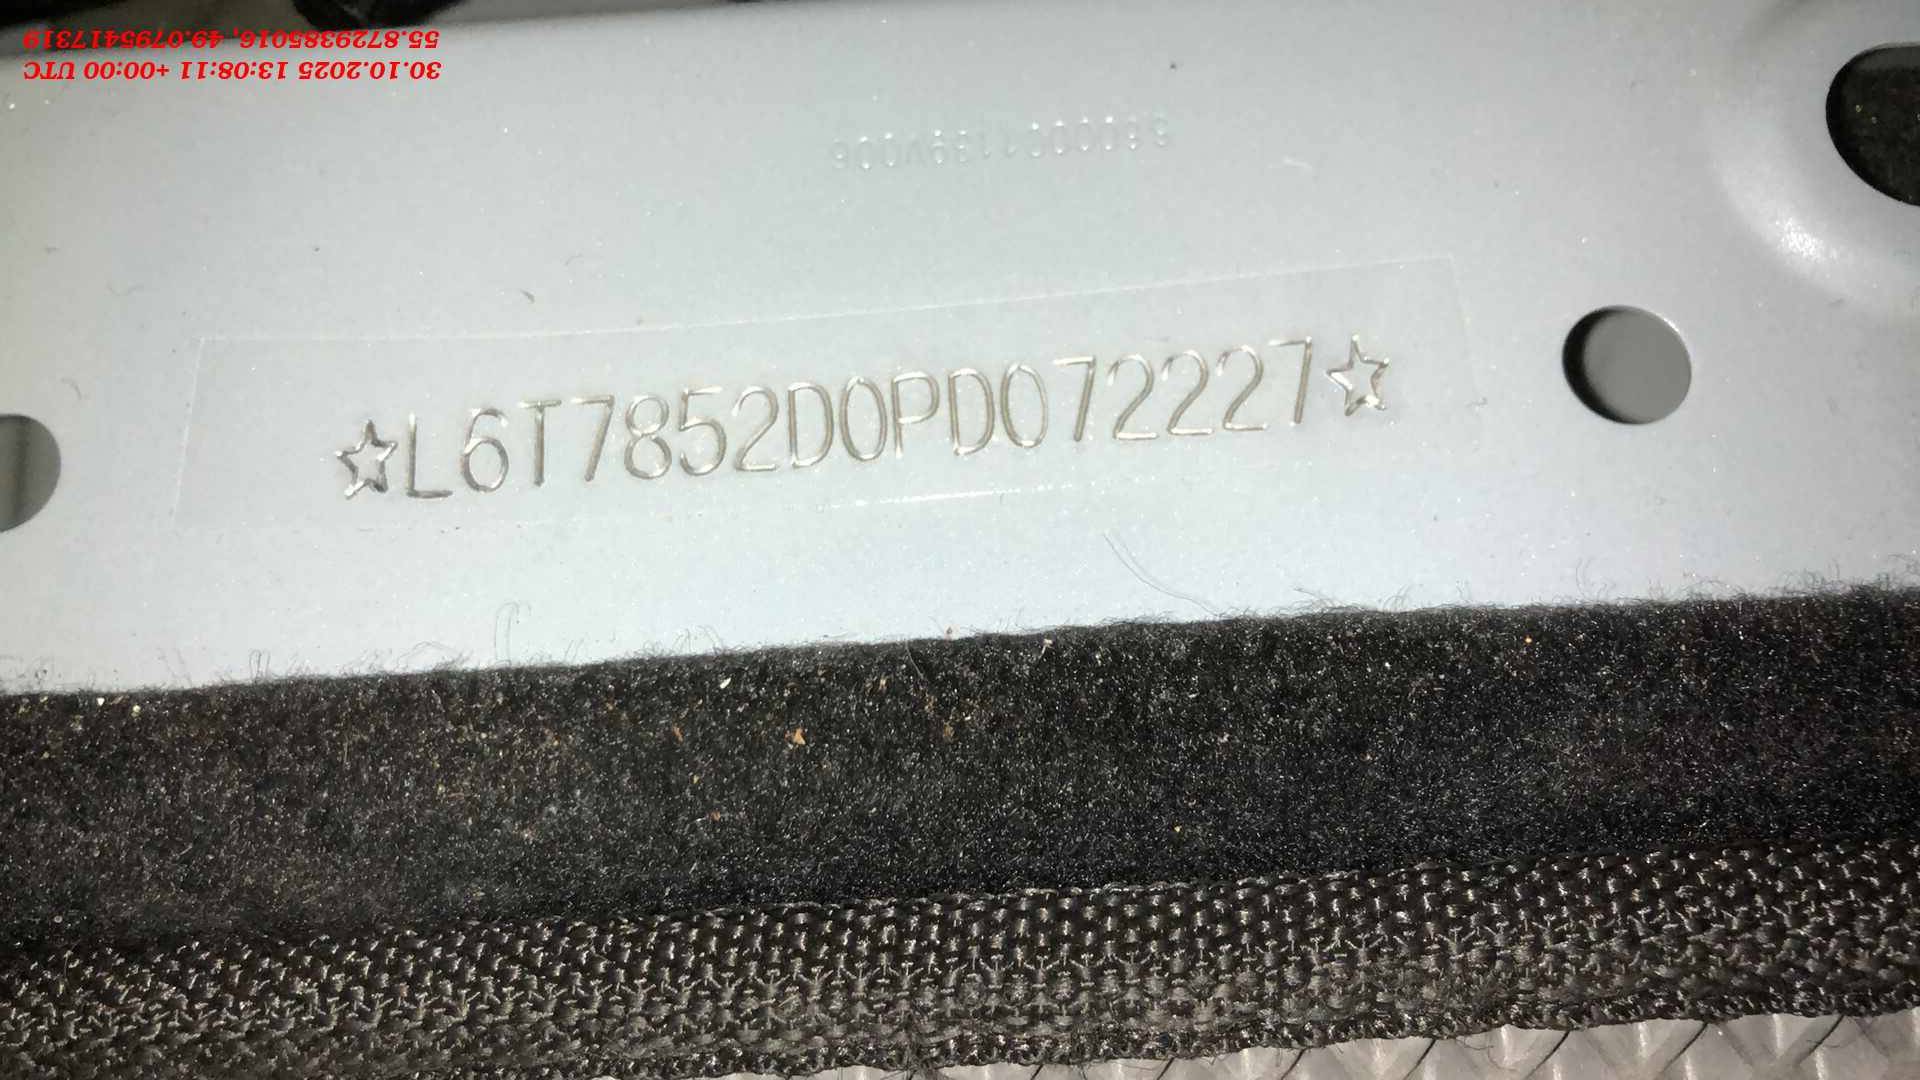 30.10.2025 13:08:11 +00:00 UTC
55.8729385016, 49.0795417319
☆L6T7852D0PD072227☆